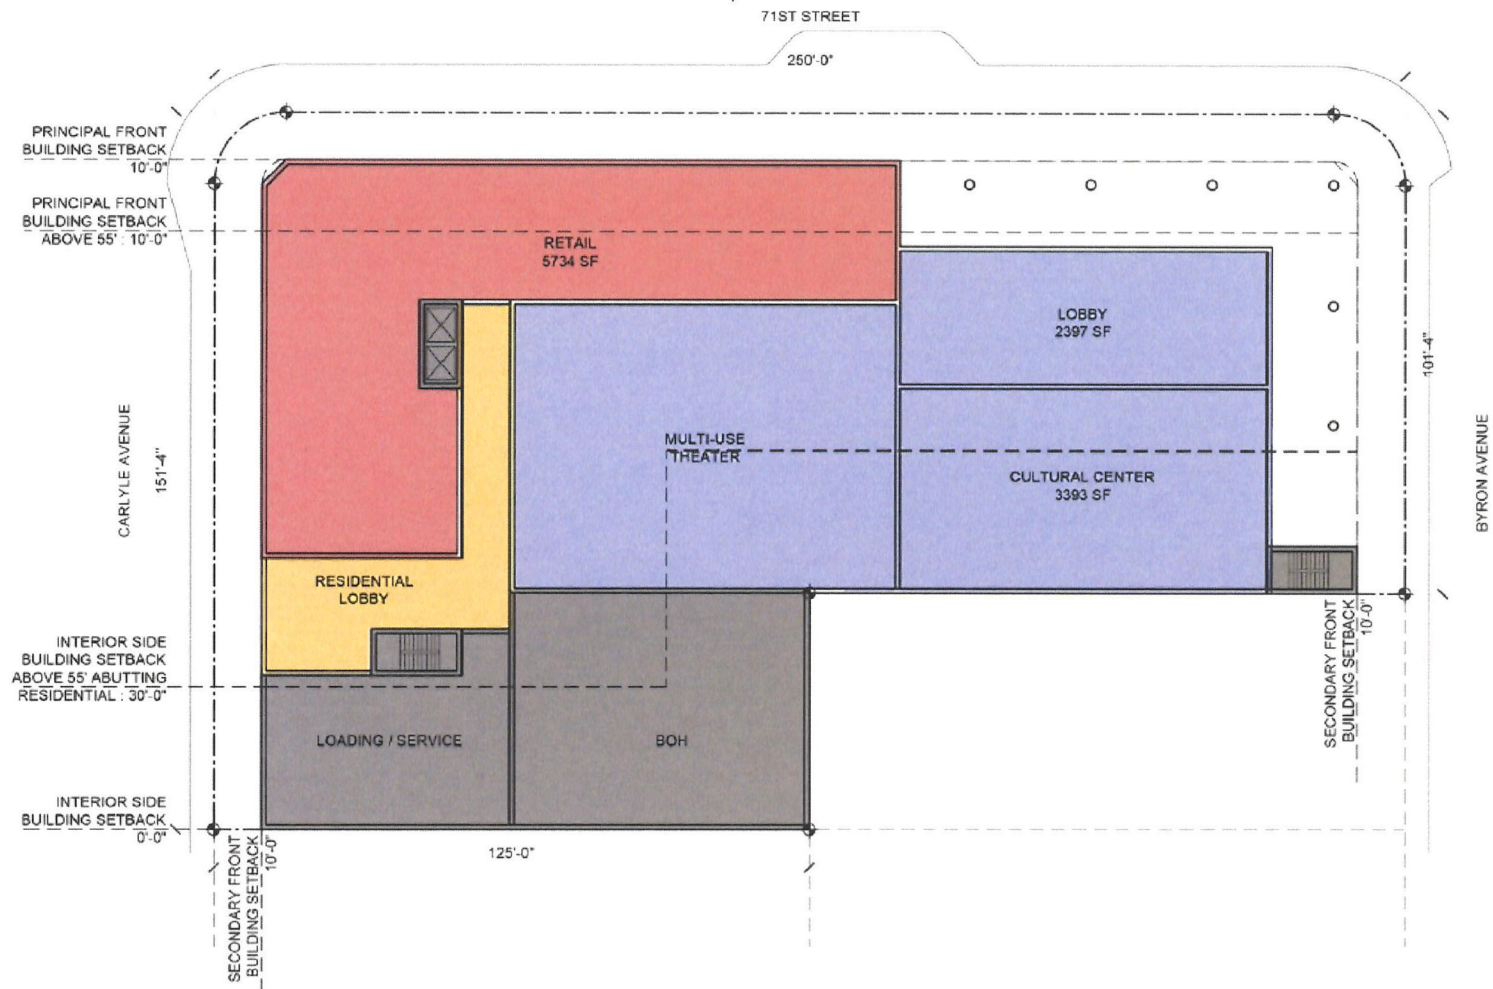 71ST STREET
250'-0"
PRINCIPAL FRONT
BUILDING SETBACK
10'-0"
PRINCIPAL FRONT
BUILDING SETBACK
ABOVE 55' : 10'-0"
RETAIL
5734 SF
LOBBY
2397 SF
101'-4"
CARLYLE AVENUE
151'-4"
MULTI-USE
THEATER
CULTURAL CENTER
3393 SF
BYRON AVENUE
RESIDENTIAL
LOBBY
INTERIOR SIDE
BUILDING SETBACK
ABOVE 55' ABUTTING
RESIDENTIAL : 30'-0"
SECONDARY FRONT
BUILDING SETBACK
10'-0"
LOADING / SERVICE
BOH
INTERIOR SIDE
BUILDING SETBACK
0'-0"
SECONDARY FRONT
BUILDING SETBACK
10'-0"
125'-0"